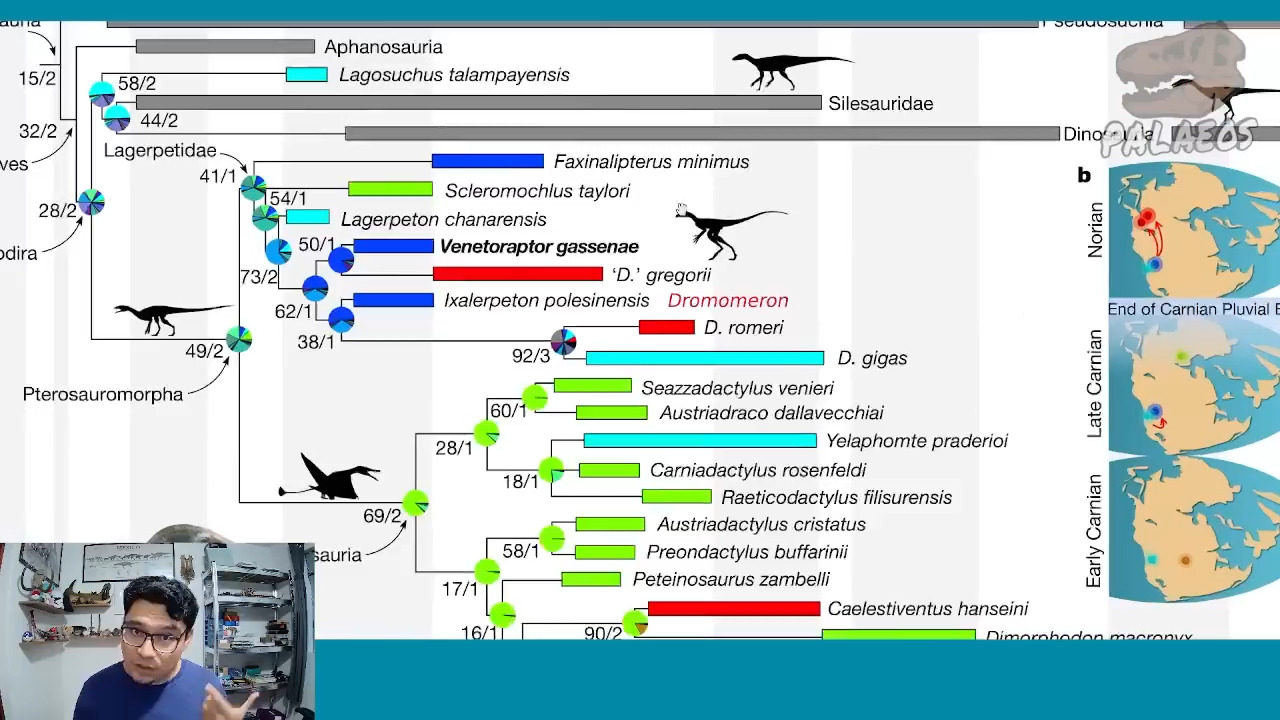 Pseudosuchia
Aphanosauria
15/2
58/2
Lagosuchus talampayensis
44/2
Silesauridae
32/2
Lagerpetidae
PALAEOS
ves
41/1
Faxinalipterus minimus
b
54/1
Scleromochlus taylori
28/2
Lagerpeton chanarensis
Norian
odira
50/1
Venetoraptor gassenae
73/2
'D.' gregorii
62/1
Ixalerpeton polesinensis Dromomeron
End of Carnian Pluvial E
38/1
D. romeri
49/2
92/3
D. gigas
Late Carnian
Pterosauromorpha
Seazzadactylus venieri
60/1
Austriadraco dallavecchiai
28/1
Yelaphomte praderioi
18/1
Carniadactylus rosenfeldi
Raeticodactylus filisurensis
69/2
Early Carnian
Austriadactylus cristatus
sauria
58/1
Preondactylus buffarinii
17/1
Peteinosaurus zambelli
Caelestiventus hanseini
16/1
90/2
Dimorphodon macronyx